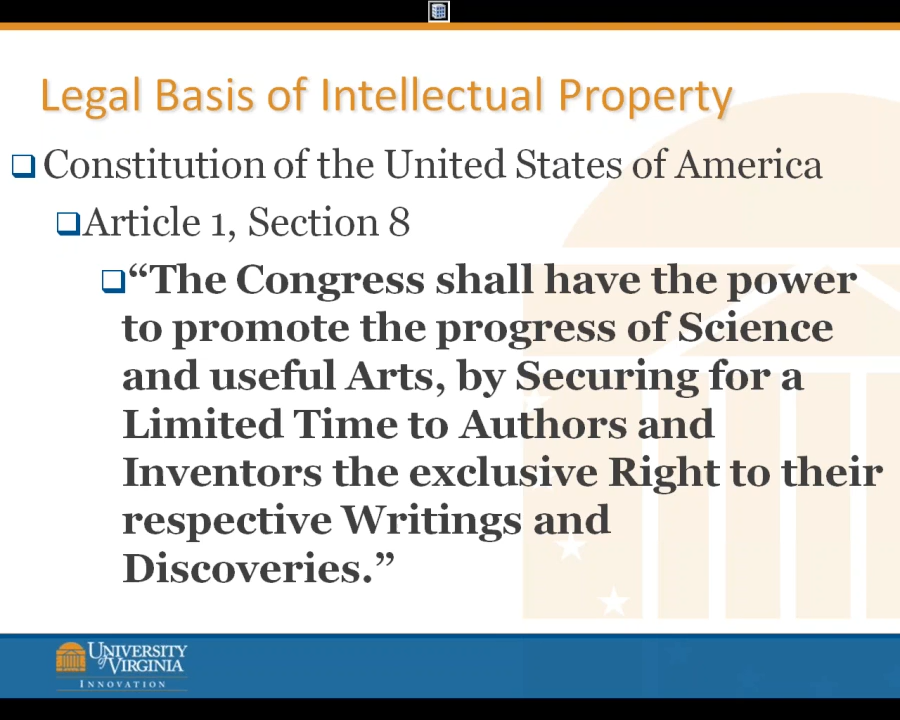 Legal Basis of Intellectual Property
Constitution of the United States of America
Article 1, Section 8
“The Congress shall have the power
to promote the progress of Science
and useful Arts, by Securing for a
Limited Time to Authors and
Inventors the exclusive Right to their
respective Writings and
Discoveries.”
UNIVERSITY
of VIRGINIA
INNOVATION